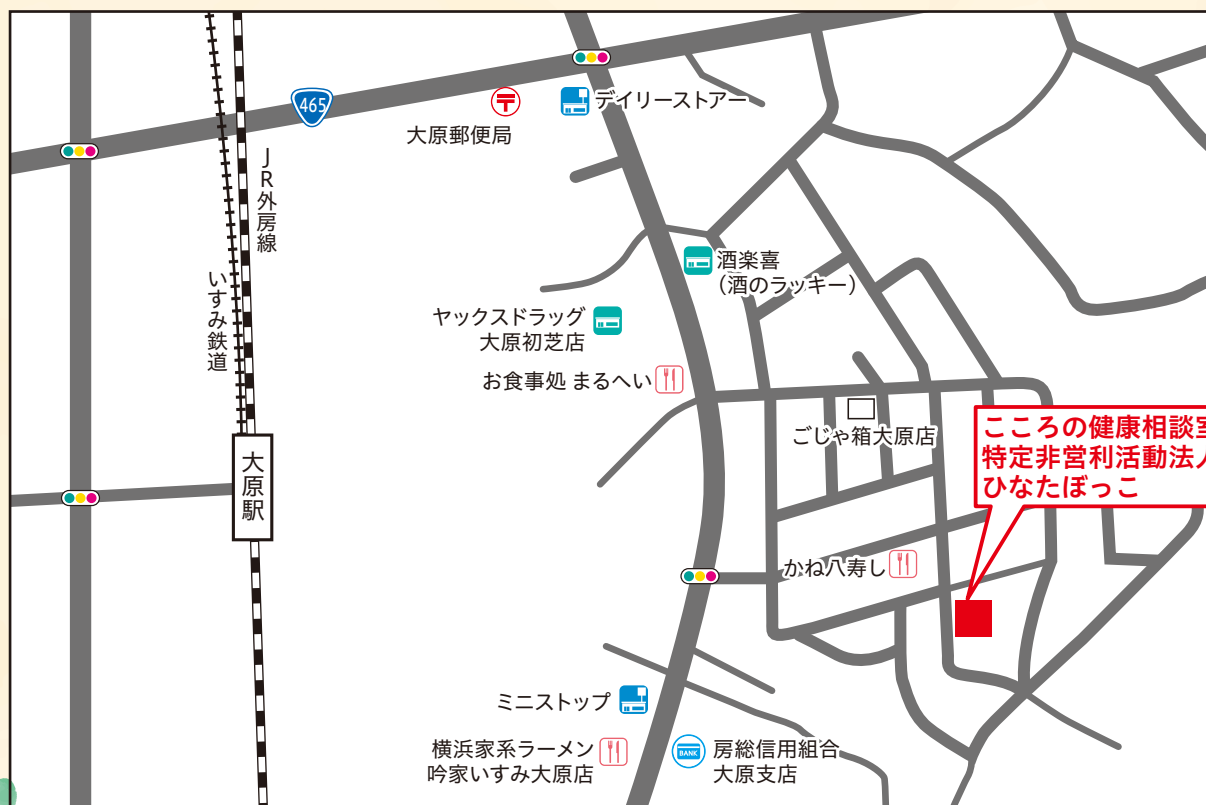 465
デイリーストアー
大原郵便局
JR外房線
いすみ鉄道
酒楽喜
（酒のラッキー）
ヤックスドラッグ
大原初芝店
お食事処 まるへい
ごじゃ箱大原店
こころの健康相談室
特定非営利活動法人
ひなたぼっこ
大原駅
かね八寿し
ミニストップ
横浜家系ラーメン
吟家いすみ大原店
BANK
房総信用組合
大原支店